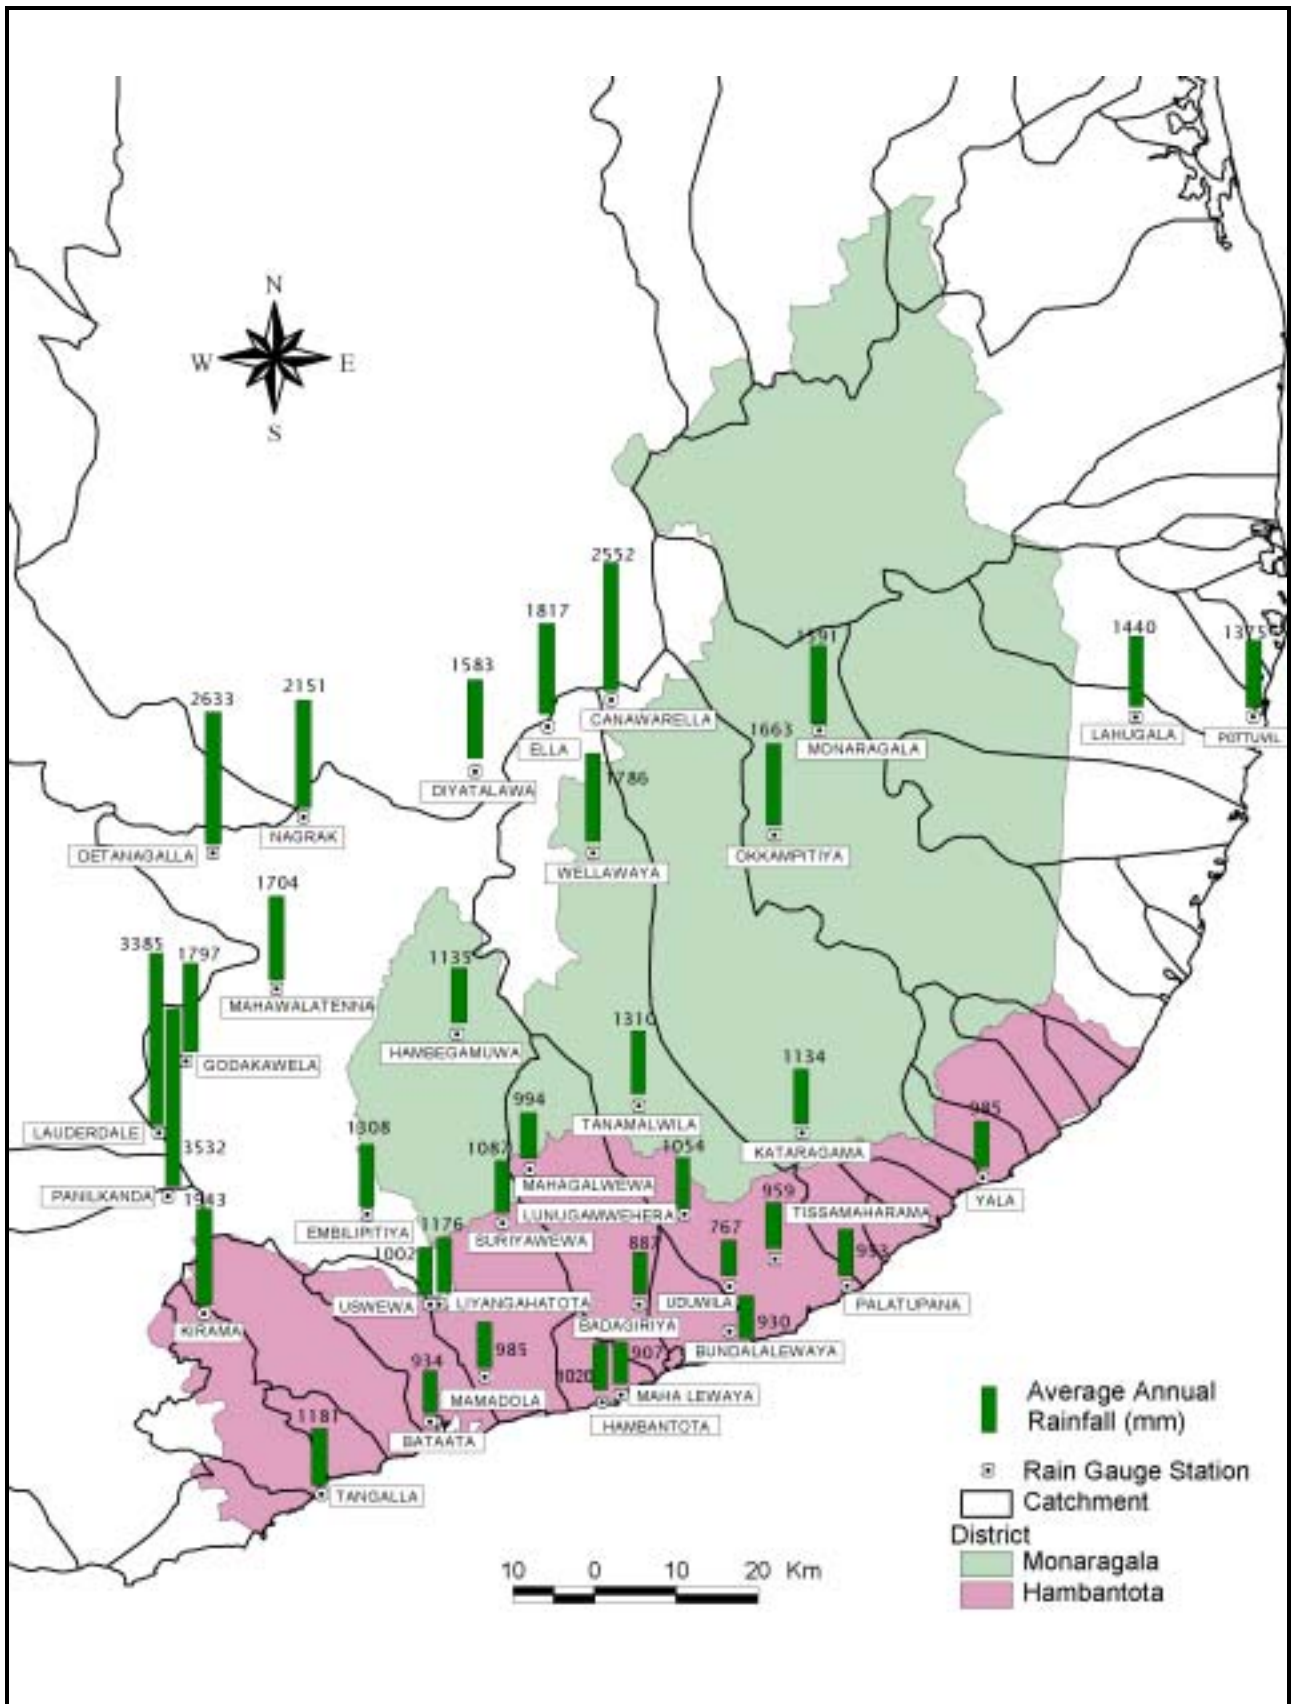 N
W E
S
2552
1817
1591
1440
1375
1583
2151
2633
CANAWARELLA
LAHUGALA
POTTUVIL
ELLA
MONARAGALA
1663
1786
DIYATALAWA
NAGRAK
DETANAGALLA
OKKAMPITIYA
WELLAWAYA
1704
3385
1797
1135
MAHAWALATENNA
1310
HAMBEGAMUWA
1134
GODAKAWELA
994
985
TANAMALWILA
LAUDERDALE
1308
3532
1054
KATARAGAMA
MAHAGALWEWA
959
PANILKANDA
1943
YALA
LUNUGAMWEHERA
TISSAMAHARAMA
EMBILIPITIYA
1176
767
SURIYAWEWA
1002
887
953
USWEWA
LIYANGAHATOTA
UDUWILA
PALATUPANA
KIRAMA
BADAGIRIYA
930
985
907
BUNDALALEWAYA
934
1020
MAMADOLA
MAHA LEWAYA
1181
HAMBANTOTA
BATAATA
TANGALLA
Average Annual
Rainfall (mm)
Rain Gauge Station
Catchment
District
Monaragala
Hambantota
10 0 10 20 Km